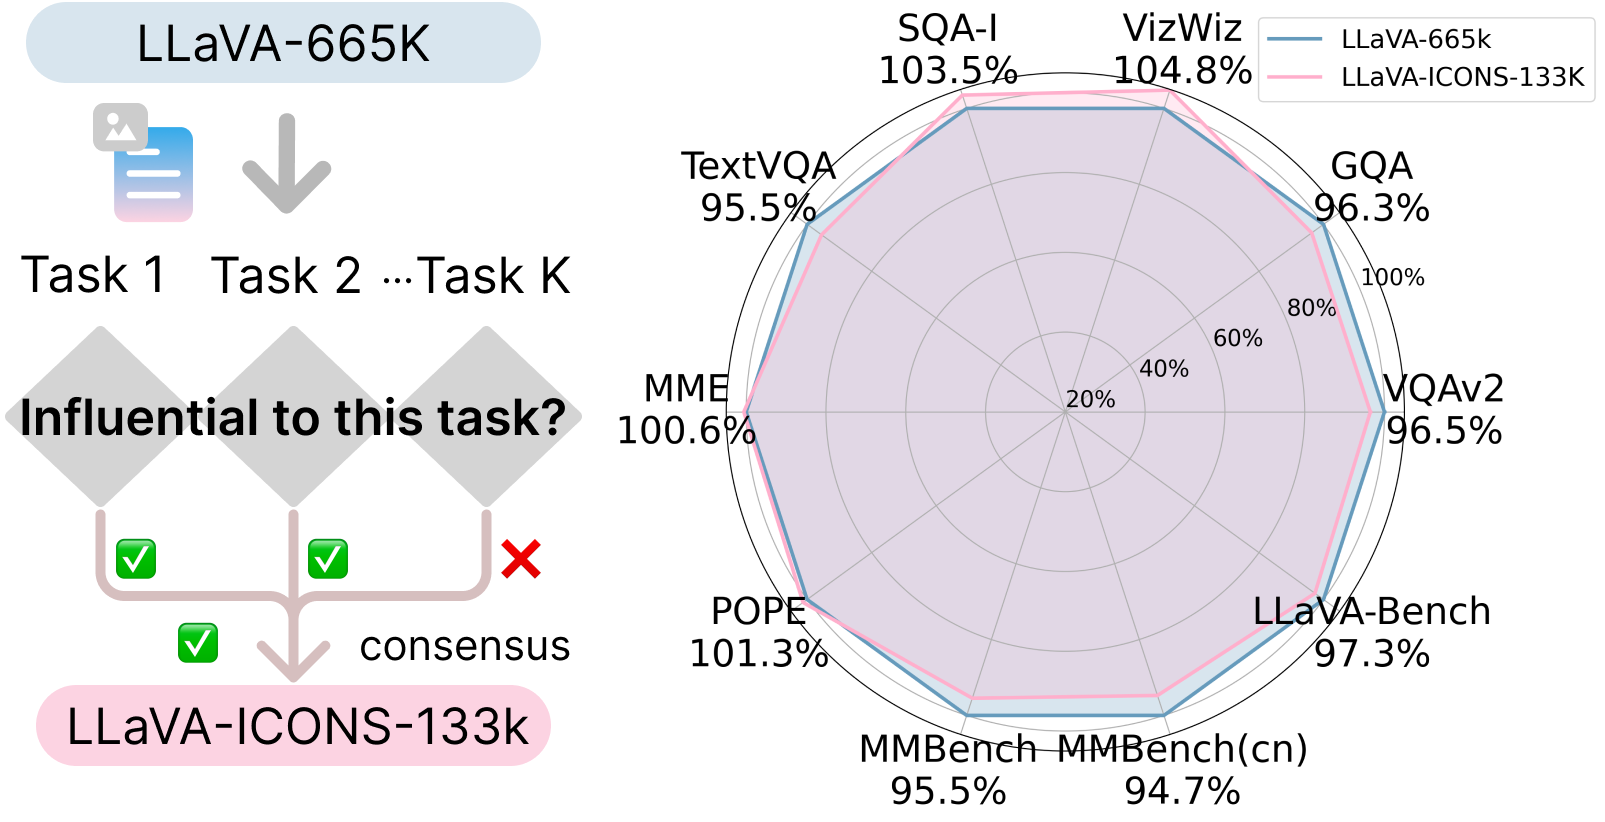 LLaVA-665K
Task 1 Task 2 ...Task K
Influential to this task?
consensus
LLaVA-ICONS-133k
SQA-I
103.5%
VizWiz
104.8%
LLaVA-665k
LLaVA-ICONS-133K
TextVQA
95.5%
GQA
96.3%
100%
80%
60%
40%
20%
MME
100.6%
VQAv2
96.5%
POPE
101.3%
LLaVA-Bench
97.3%
MMBench
95.5%
MMBench(cn)
94.7%